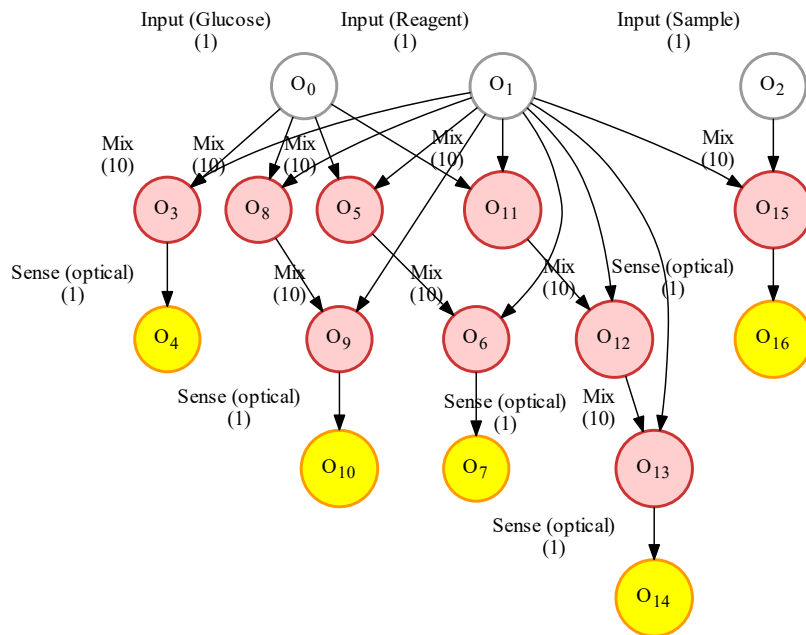 Input (Glucose)
(1)
Input (Reagent)
(1)
Input (Sample)
(1)
O0
O1
O2
Mix
(10)
Mix
(10)
Mix
(10)
Mix
(10)
Mix
(10)
O3
O8
O5
O11
O15
Sense (optical)
(1)
Mix
(10)
Mix
(10)
Mix
(10)
Sense (optical)
(1)
O4
O9
O6
O12
O16
Sense (optical)
(1)
Sense (optical)
(1)
Mix
(10)
O10
O7
O13
Sense (optical)
(1)
O14